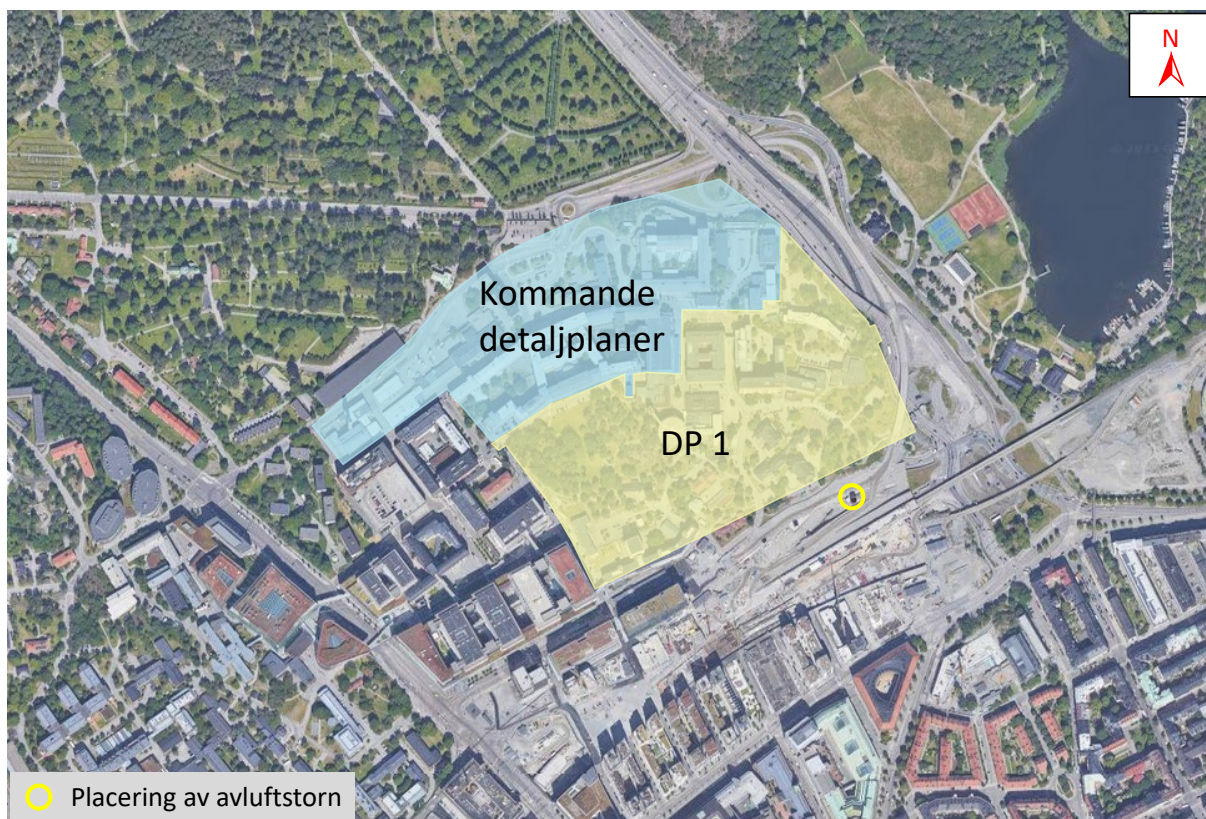 N
Kommande
detaljplaner
DP 1
Placering av avluftstorn